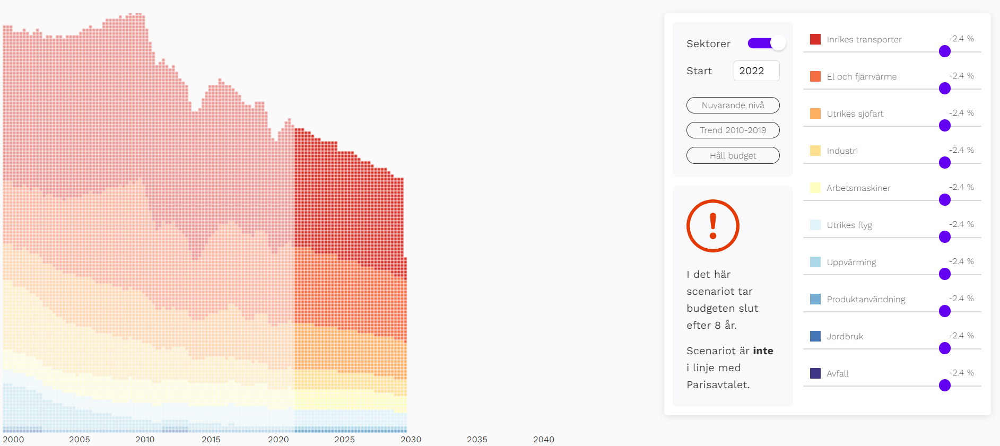 2000
2005
2010
2015
2020
2025
2030
2035
2040
Sektorer
Start
2022
Nuvarande nivå
Trend 2010-2019
Håll budget
I det här
scenariot tar
budgeten slut
efter 8 år.
Scenariot är inte
i linje med
Parisavtalet.
Inrikes transporter -2.4 %
El och fjärrvärme -2.4 %
Utrikes sjöfart -2.4 %
Industri -2.4 %
Arbetsmaskiner -2.4 %
Utrikes flyg -2.4 %
Uppvärming -2.4 %
Produktanvändning -2.4 %
Jordbruk -2.4 %
Avfall -2.4 %